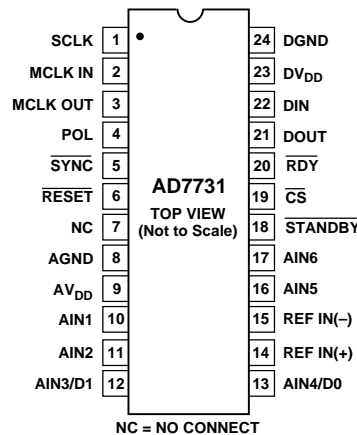 SCLK 1 24 DGND
MCLK IN 2 23 DVDD
MCLK OUT 3 22 DIN
POL 4 21 DOUT
SYNC 5 20 RDY
RESET 6 19 CS
NC 7 18 STANDBY
AGND 8 17 AIN6
AVDD 9 16 AIN5
AIN1 10 15 REF IN(–)
AIN2 11 14 REF IN(+)
AIN3/D1 12 13 AIN4/D0
AD7731
TOP VIEW
(Not to Scale)
NC = NO CONNECT